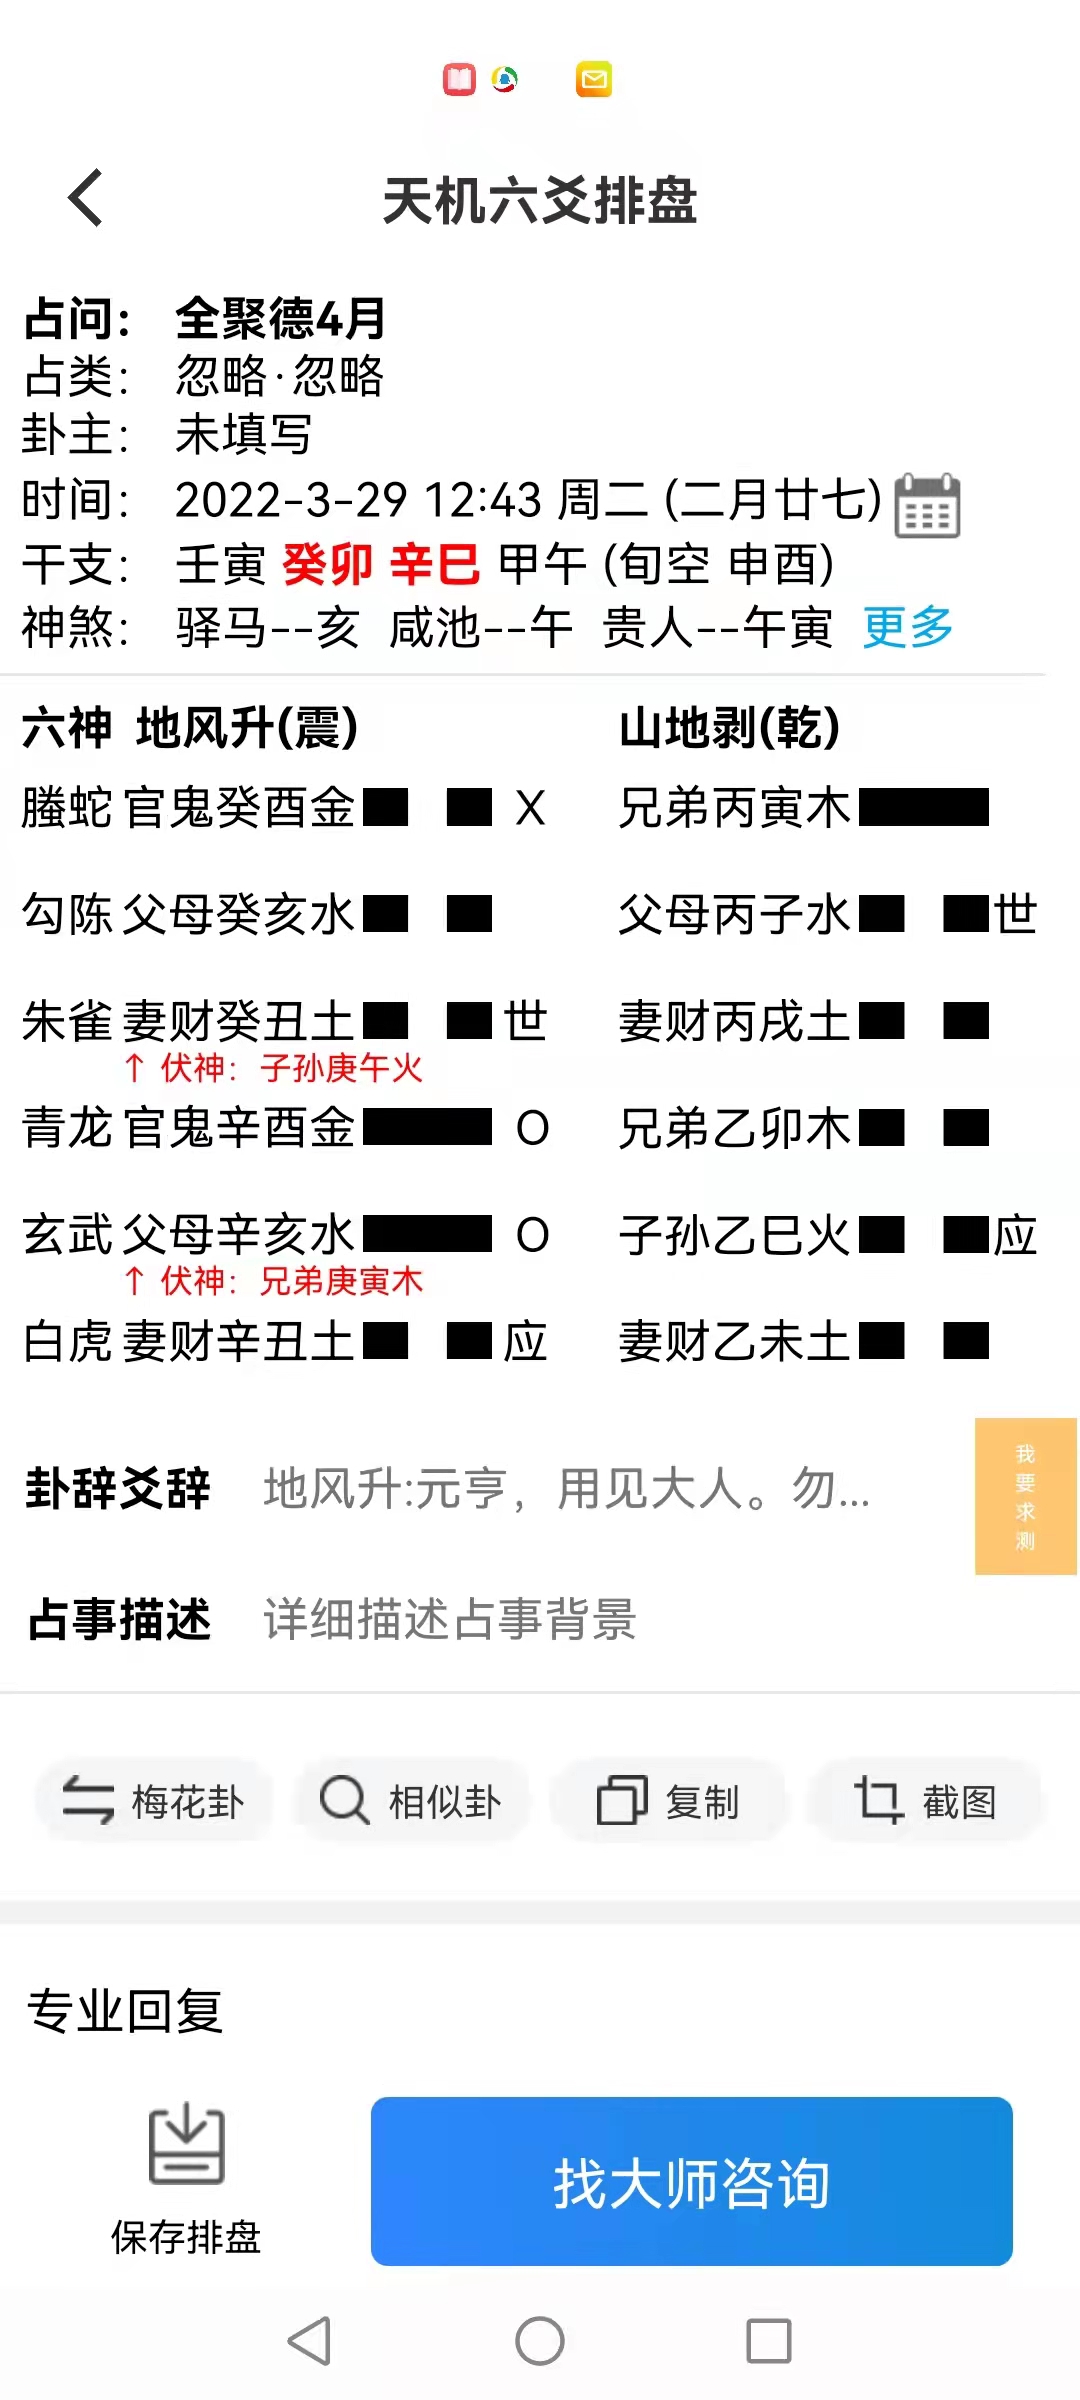 天机六爻排盘
占问: 全聚德4月
占类: 忽略·忽略
卦主: 未填写
时间: 2022-3-29 12:43 周二 (二月廿七)
干支: 壬寅 癸卯 辛巳 甲午 (旬空 申酉)
神煞: 驿马--亥 咸池--午 贵人--午寅 更多
六神 地风升(震) 山地剥(乾)
螣蛇 官鬼癸酉金 X 兄弟丙寅木
勾陈 父母癸亥水 父母丙子水 世
朱雀 妻财癸丑土 世 妻财丙戌土
↑ 伏神: 子孙庚午火
青龙 官鬼辛酉金 O 兄弟乙卯木
玄武 父母辛亥水 O 子孙乙巳火 应
↑ 伏神: 兄弟庚寅木
白虎 妻财辛丑土 应 妻财乙未土
卦辞爻辞 地风升:元亨，用见大人。勿...
我要求测
占事描述 详细描述占事背景
梅花卦 相似卦 复制 截图
专业回复
保存排盘 找大师咨询